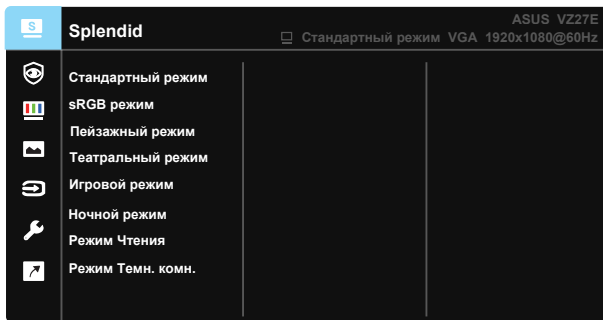 S
Splendid
ASUS VZ27E
Стандартный режим VGA 1920x1080@60Hz
Стандартный режим
sRGB режим
Пейзажный режим
Театральный режим
Игровой режим
Ночной режим
Режим Чтения
Режим Темн. комн.